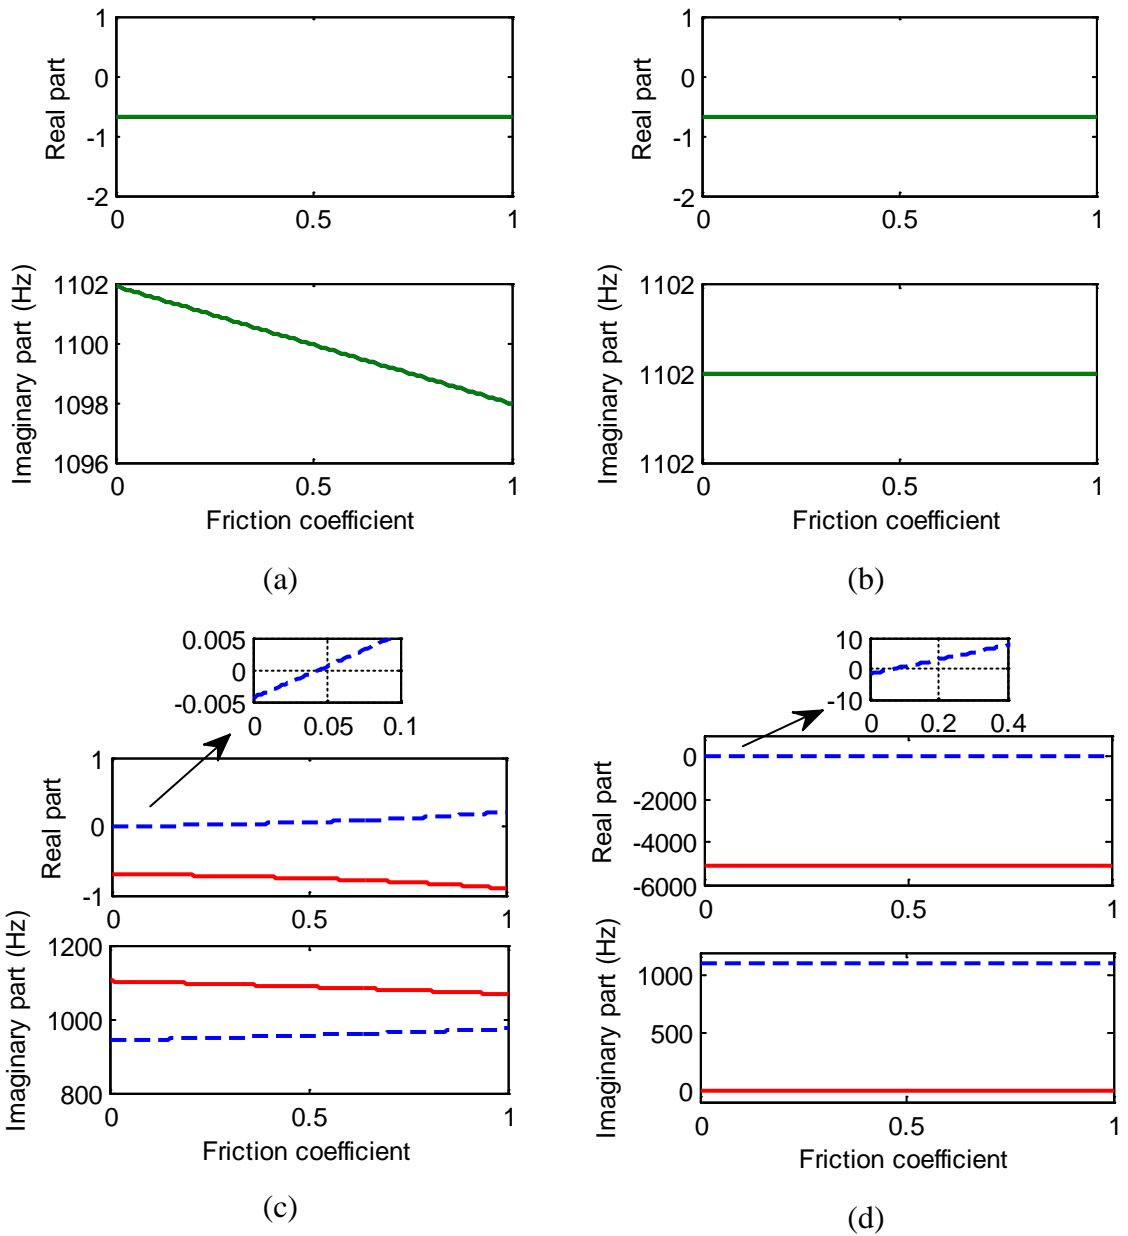 1
0
-1
-2
Real part
0 0.5 1
1102
1100
1098
1096
Imaginary part (Hz)
0 0.5 1
Friction coefficient
(a)
1
0
-1
-2
Real part
0 0.5 1
1102
1102
1102
Imaginary part (Hz)
0 0.5 1
Friction coefficient
(b)
0.005
0
-0.005
0 0.05 0.1
1
0
-1
Real part
0 0.5 1
1200
1000
800
Imaginary part (Hz)
0 0.5 1
Friction coefficient
(c)
10
0
-10
0 0.2 0.4
0
-2000
-4000
-6000
Real part
0 0.5 1
1000
500
0
Imaginary part (Hz)
0 0.5 1
Friction coefficient
(d)